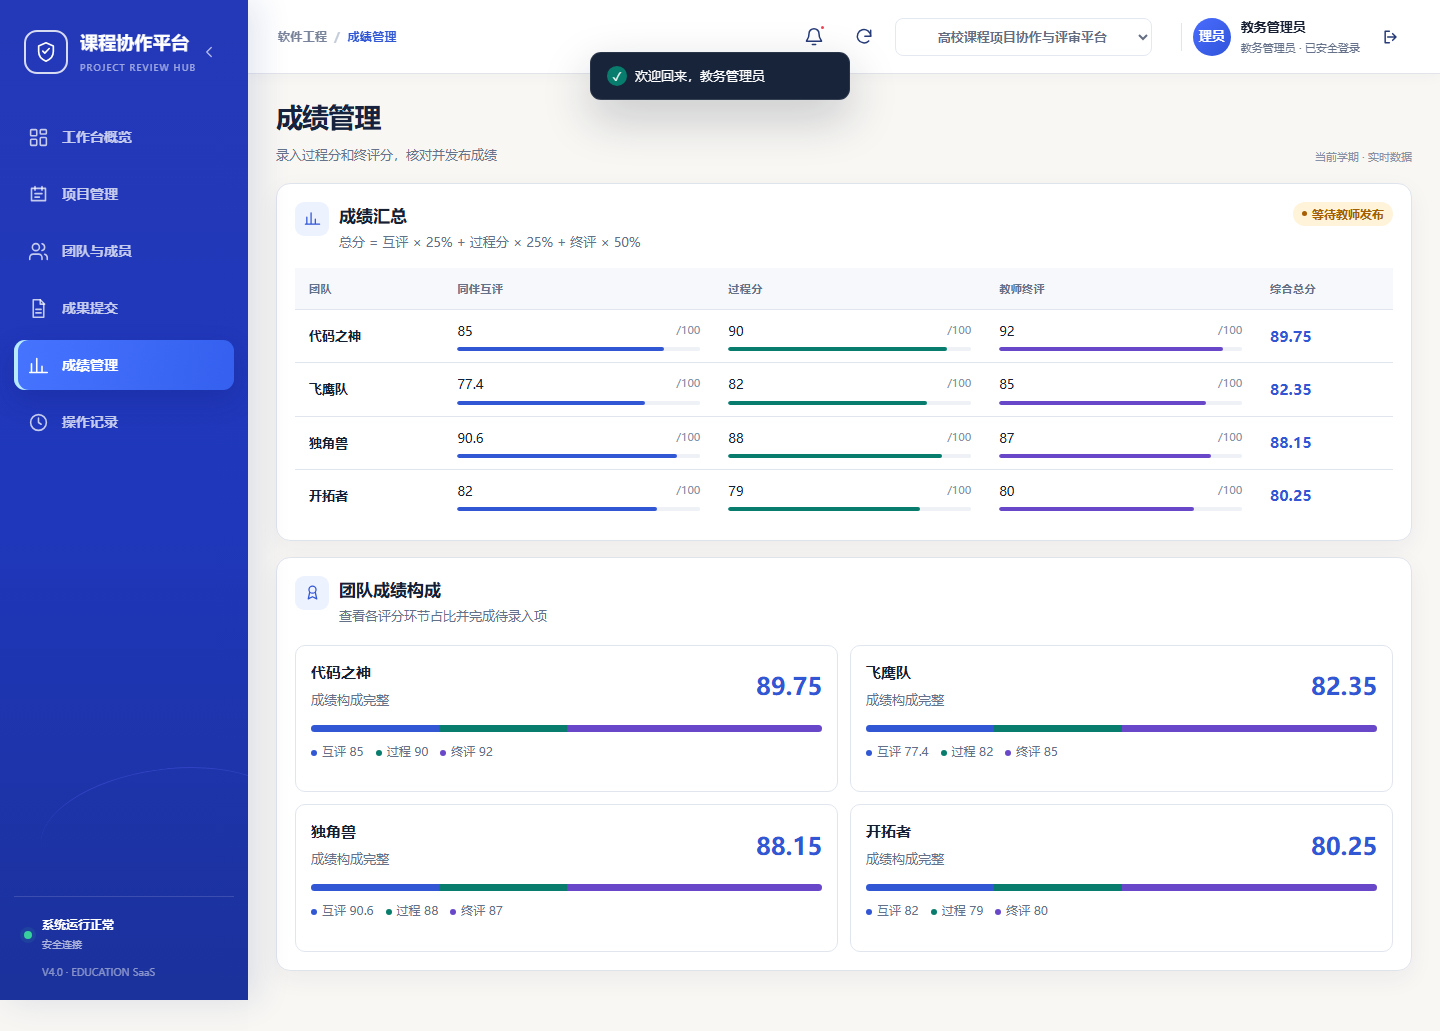 课程协作平台
PROJECT REVIEW HUB
工作台概览
项目管理
团队与成员
成果提交
成绩管理
操作记录
系统运行正常
安全连接
V4.0 · EDUCATION SaaS
软件工程 / 成绩管理
高校课程项目协作与评审平台
理员
教务管理员
教务管理员 · 已安全登录
欢迎回来，教务管理员
成绩管理
录入过程分和终评分，核对并发布成绩
当前学期 · 实时数据
成绩汇总
总分 = 互评 × 25% + 过程分 × 25% + 终评 × 50%
等待教师发布
团队 同伴互评 过程分 教师终评 综合总分
代码之神 85 /100 90 /100 92 /100 89.75
飞鹰队 77.4 /100 82 /100 85 /100 82.35
独角兽 90.6 /100 88 /100 87 /100 88.15
开拓者 82 /100 79 /100 80 /100 80.25
团队成绩构成
查看各评分环节占比并完成待录入项
代码之神
成绩构成完整
89.75
互评 85 过程 90 终评 92
飞鹰队
成绩构成完整
82.35
互评 77.4 过程 82 终评 85
独角兽
成绩构成完整
88.15
互评 90.6 过程 88 终评 87
开拓者
成绩构成完整
80.25
互评 82 过程 79 终评 80